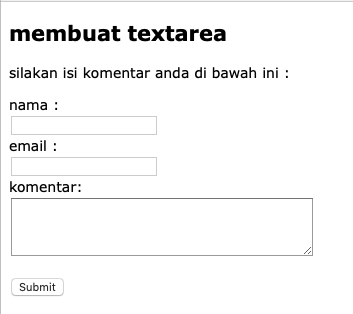 membuat textarea
silakan isi komentar anda di bawah ini :
nama :
email :
komentar:
Submit